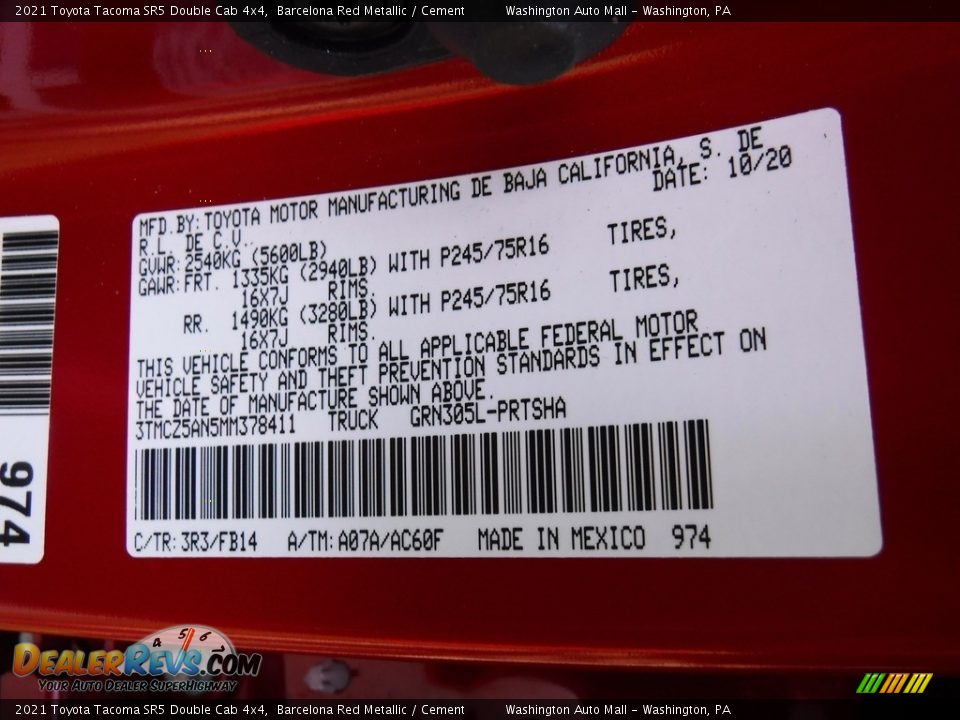 2021 Toyota Tacoma SR5 Double Cab 4x4, Barcelona Red Metallic / Cement Washington Auto Mall – Washington, PA
MFD.BY:TOYOTA MOTOR MANUFACTURING DE BAJA CALIFORNIA, S. DE
R.L. DE C.V. DATE: 10/20
GVWR:2540KG (5600LB)
GAWR:FRT. 1335KG (2940LB) WITH P245/75R16 TIRES,
16X7J RIMS.
RR. 1490KG (3280LB) WITH P245/75R16 TIRES,
16X7J RIMS.
THIS VEHICLE CONFORMS TO ALL APPLICABLE FEDERAL MOTOR
VEHICLE SAFETY AND THEFT PREVENTION STANDARDS IN EFFECT ON
THE DATE OF MANUFACTURE SHOWN ABOVE.
3TMCZ5AN5MM378411 TRUCK GRN305L-PRTSHA
C/TR:3R3/FB14 A/TM:A07A/AC60F MADE IN MEXICO 974
974
4 5 6 7
DEALERREVS.COM
YOUR AUTO DEALER SUPERHIGHWAY
2021 Toyota Tacoma SR5 Double Cab 4x4, Barcelona Red Metallic / Cement Washington Auto Mall – Washington, PA